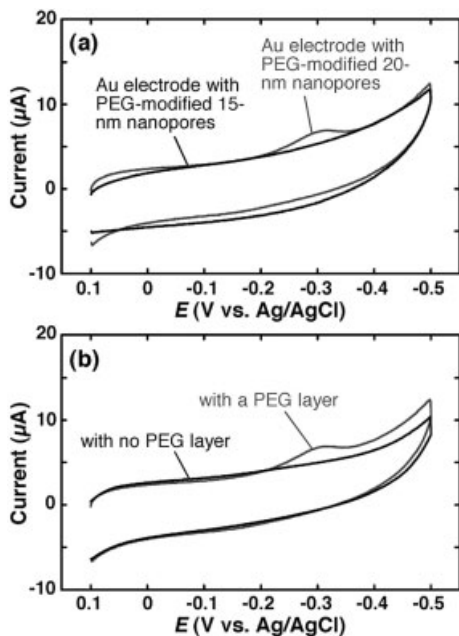 (a)
Au electrode with
PEG-modified 20-
nm nanopores
Au electrode with
PEG-modified 15-
nm nanopores
Current (μA)
20
10
0
-10
0.1 0 -0.1 -0.2 -0.3 -0.4 -0.5
E (V vs. Ag/AgCl)
(b)
with a PEG layer
with no PEG layer
Current (μA)
20
10
0
-10
0.1 0 -0.1 -0.2 -0.3 -0.4 -0.5
E (V vs. Ag/AgCl)